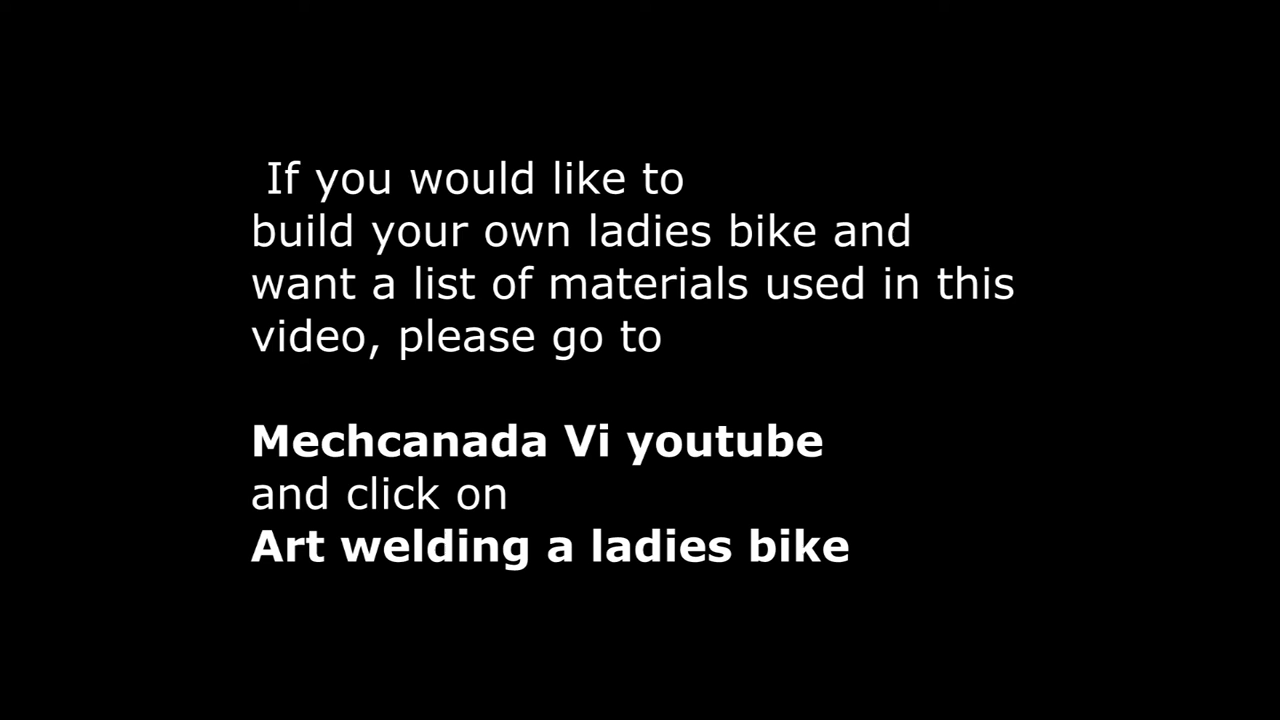 If you would like to
build your own ladies bike and
want a list of materials used in this
video, please go to
Mechcanada Vi youtube
and click on
Art welding a ladies bike